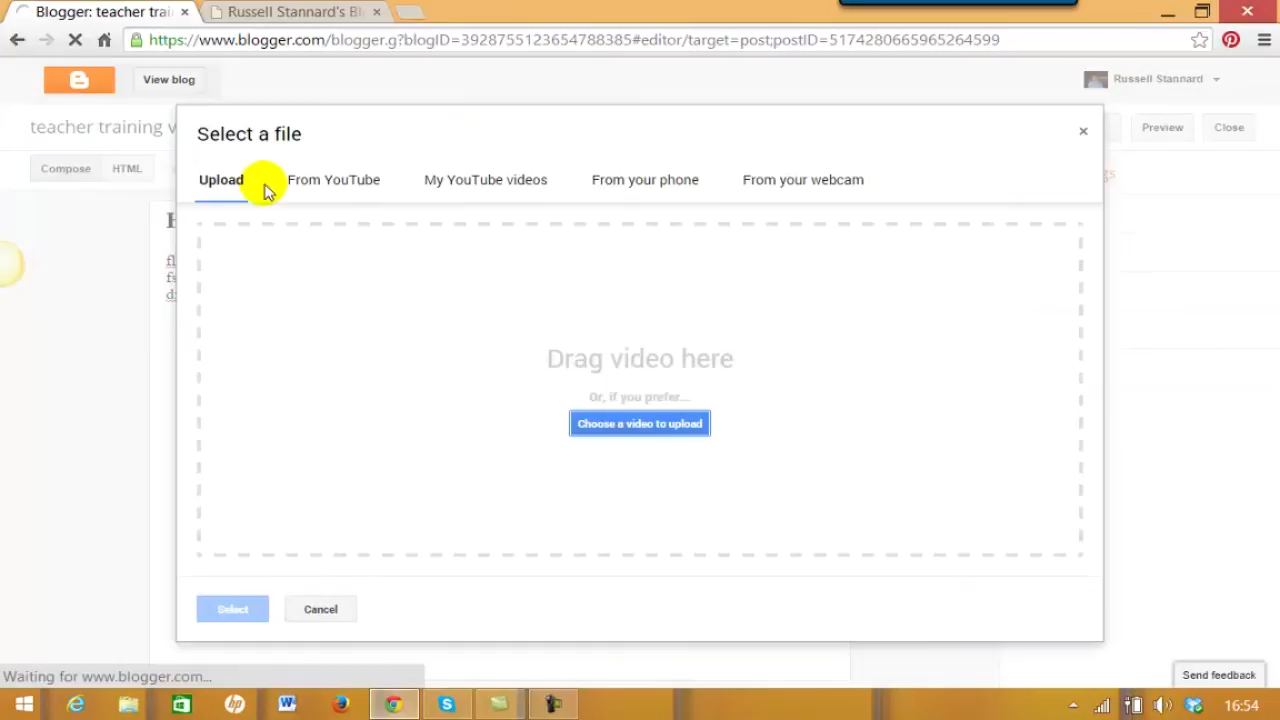 Blogger: teacher trai
Russell Stannard's Bl
https://www.blogger.com/blogger.g?blogID=3928755123654788385#editor/target=post;postID=5174280665965264599
View blog
Russell Stannard
teacher training v
Preview
Close
Compose
HTML
Select a file
Upload
From YouTube
My YouTube videos
From your phone
From your webcam
Drag video here
Or, if you prefer...
Choose a video to upload
Select
Cancel
Waiting for www.blogger.com...
Send feedback
16:54